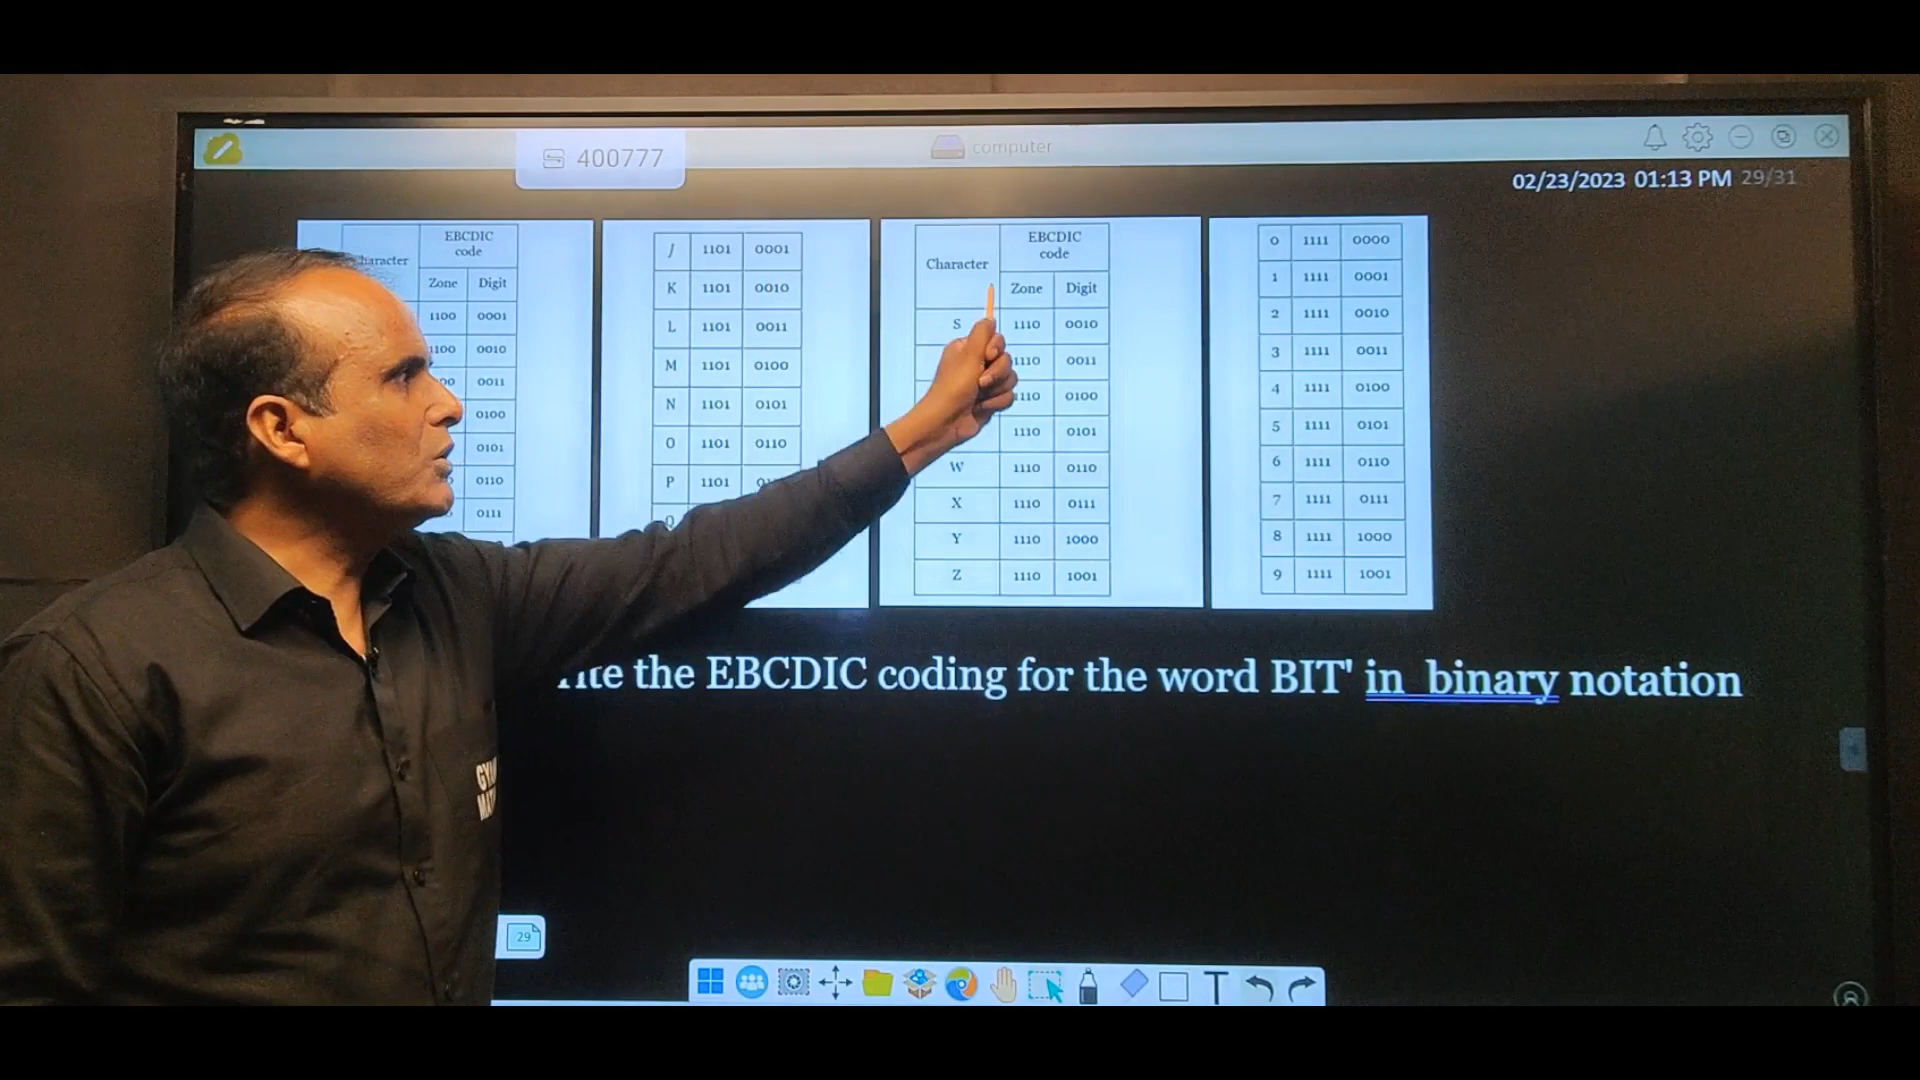 400777
computer
02/23/2023 01:13 PM 29/31
EBCDIC
code
Zone Digit
1100 0001
1100 0010
0011
0100
0101
0110
0111
J 1101 0001
K 1101 0010
L 1101 0011
M 1101 0100
N 1101 0101
O 1101 0110
P 1101
Q
Character EBCDIC
code
Zone Digit
S 1110 0010
1110 0011
1110 0100
1110 0101
W 1110 0110
X 1110 0111
Y 1110 1000
Z 1110 1001
0 1111 0000
1 1111 0001
2 1111 0010
3 1111 0011
4 1111 0100
5 1111 0101
6 1111 0110
7 1111 0111
8 1111 1000
9 1111 1001
the EBCDIC coding for the word BIT' in binary notation
29